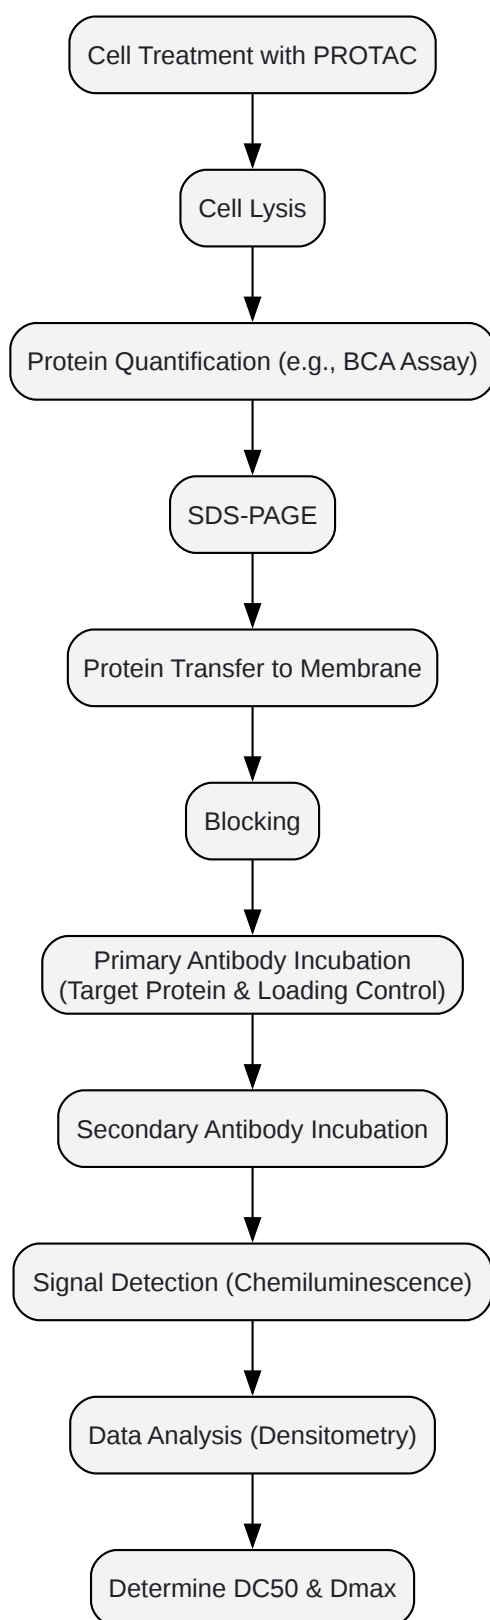 Cell Treatment with PROTAC
Cell Lysis
Protein Quantification (e.g., BCA Assay)
SDS-PAGE
Protein Transfer to Membrane
Blocking
Primary Antibody Incubation
(Target Protein & Loading Control)
Secondary Antibody Incubation
Signal Detection (Chemiluminescence)
Data Analysis (Densitometry)
Determine DC50 & Dmax